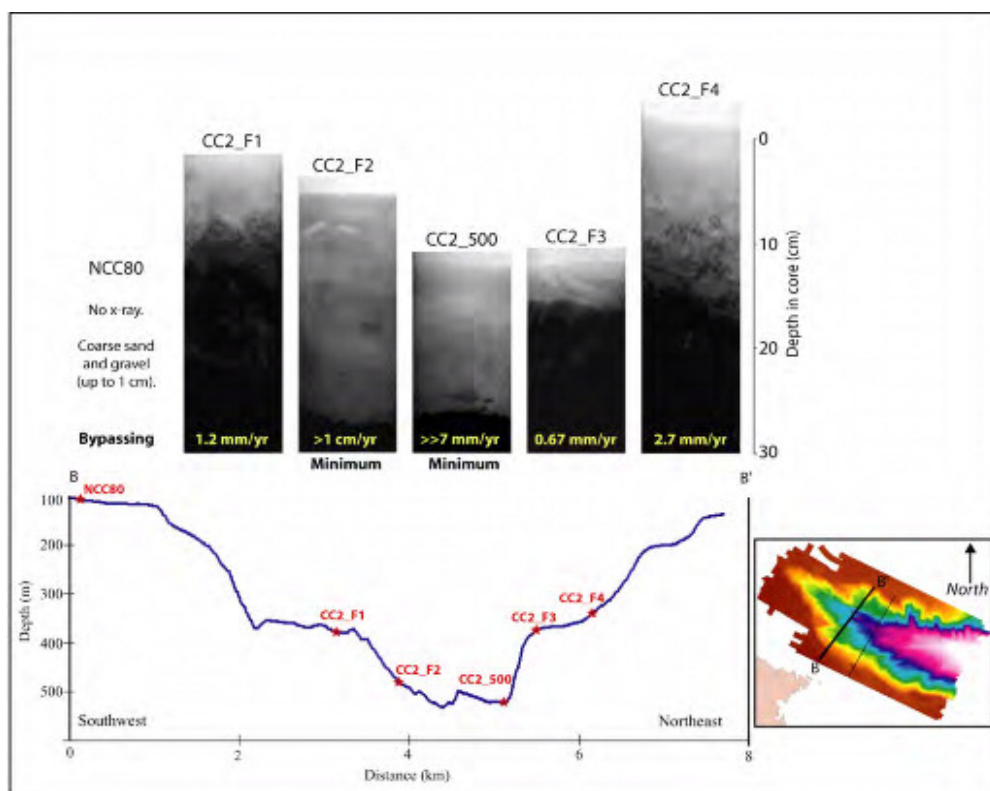 CC2_F4
CC2_F1
CC2_F2
CC2_500
CC2_F3
0
10
20
30
Depth in core (cm)
NCC80
No x-ray.
Coarse sand
and gravel
(up to 1 cm).
Bypassing
1.2 mm/yr
>1 cm/yr
>>7 mm/yr
0.67 mm/yr
2.7 mm/yr
Minimum
Minimum
B
B'
NCC80
100
200
300
400
500
Depth (m)
CC2_F1
CC2_F2
CC2_500
CC2_F3
CC2_F4
Southwest
Northeast
0
2
4
6
8
Distance (km)
North
B'
B